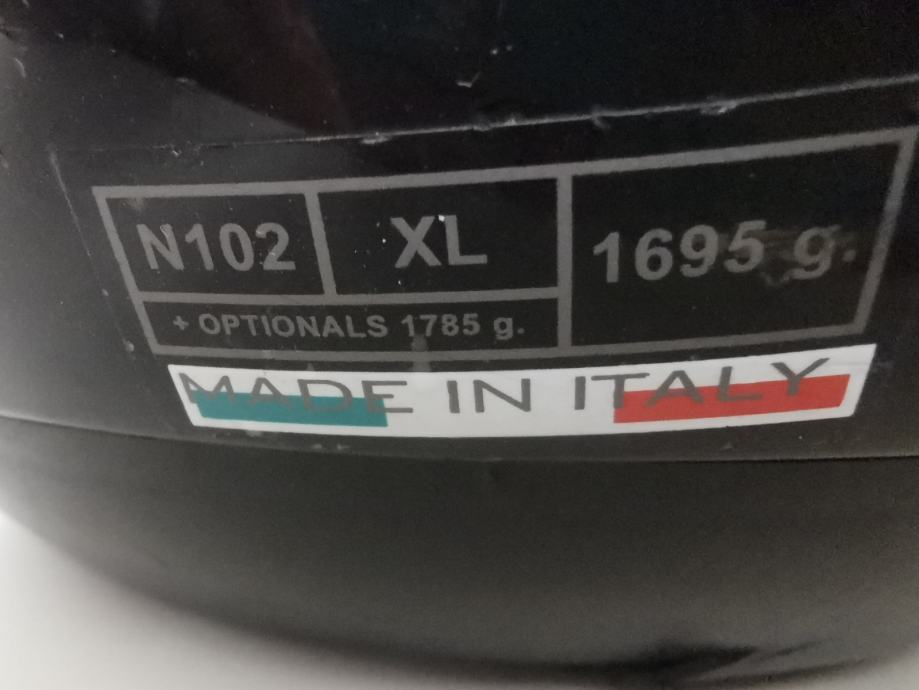 N102 XL 1695 g.
+ OPTIONALS 1785 g.
MADE IN ITALY